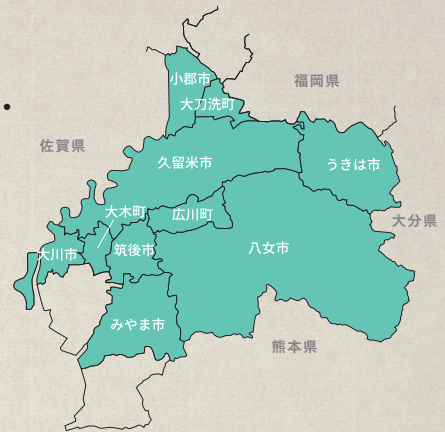 小郡市
福岡県
大刀洗町
佐賀県
久留米市
うきは市
大木町
広川町
大分県
大川市
筑後市
八女市
みやま市
熊本県